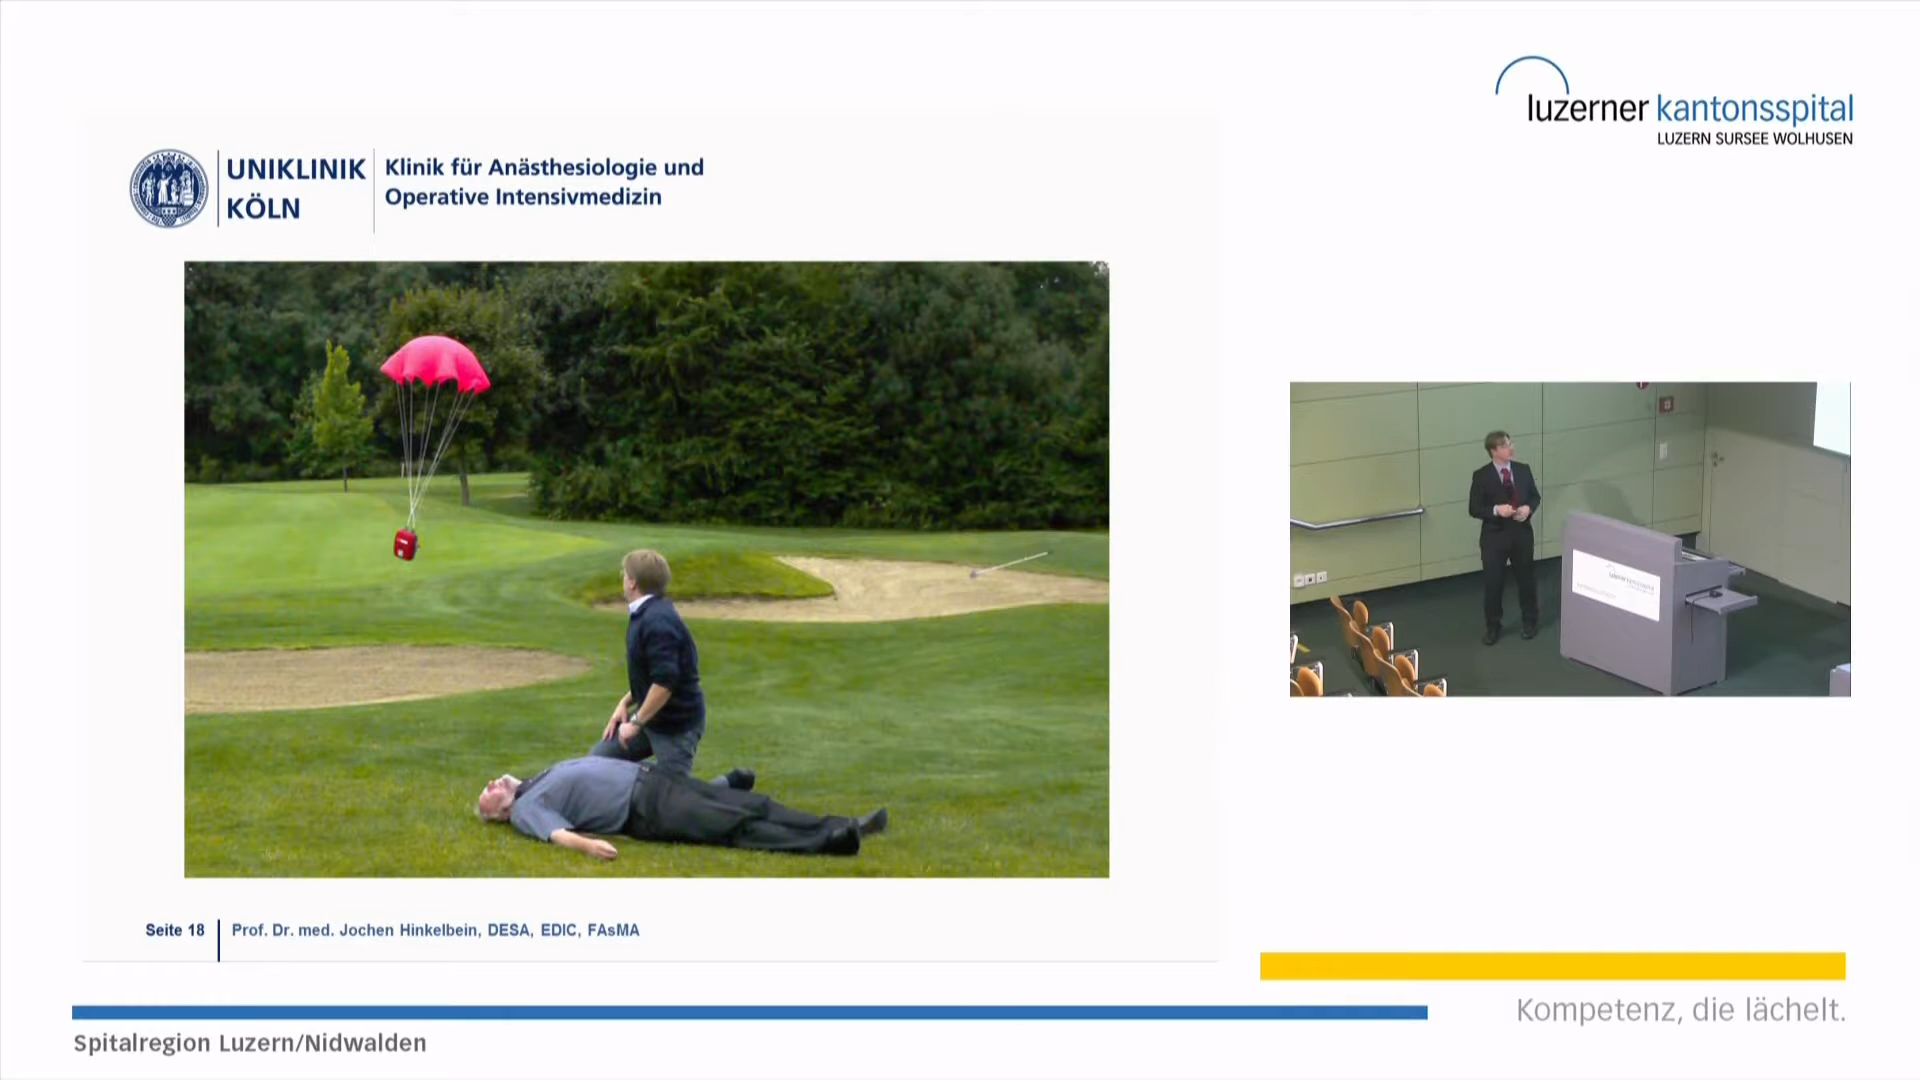 luzerner kantonsspital
LUZERN SURSEE WOLHUSEN
UNIKLINIK
KÖLN
Klinik für Anästhesiologie und
Operative Intensivmedizin
Seite 18
Prof. Dr. med. Jochen Hinkelbein, DESA, EDIC, FAsMA
Kompetenz, die lächelt.
Spitalregion Luzern/Nidwalden